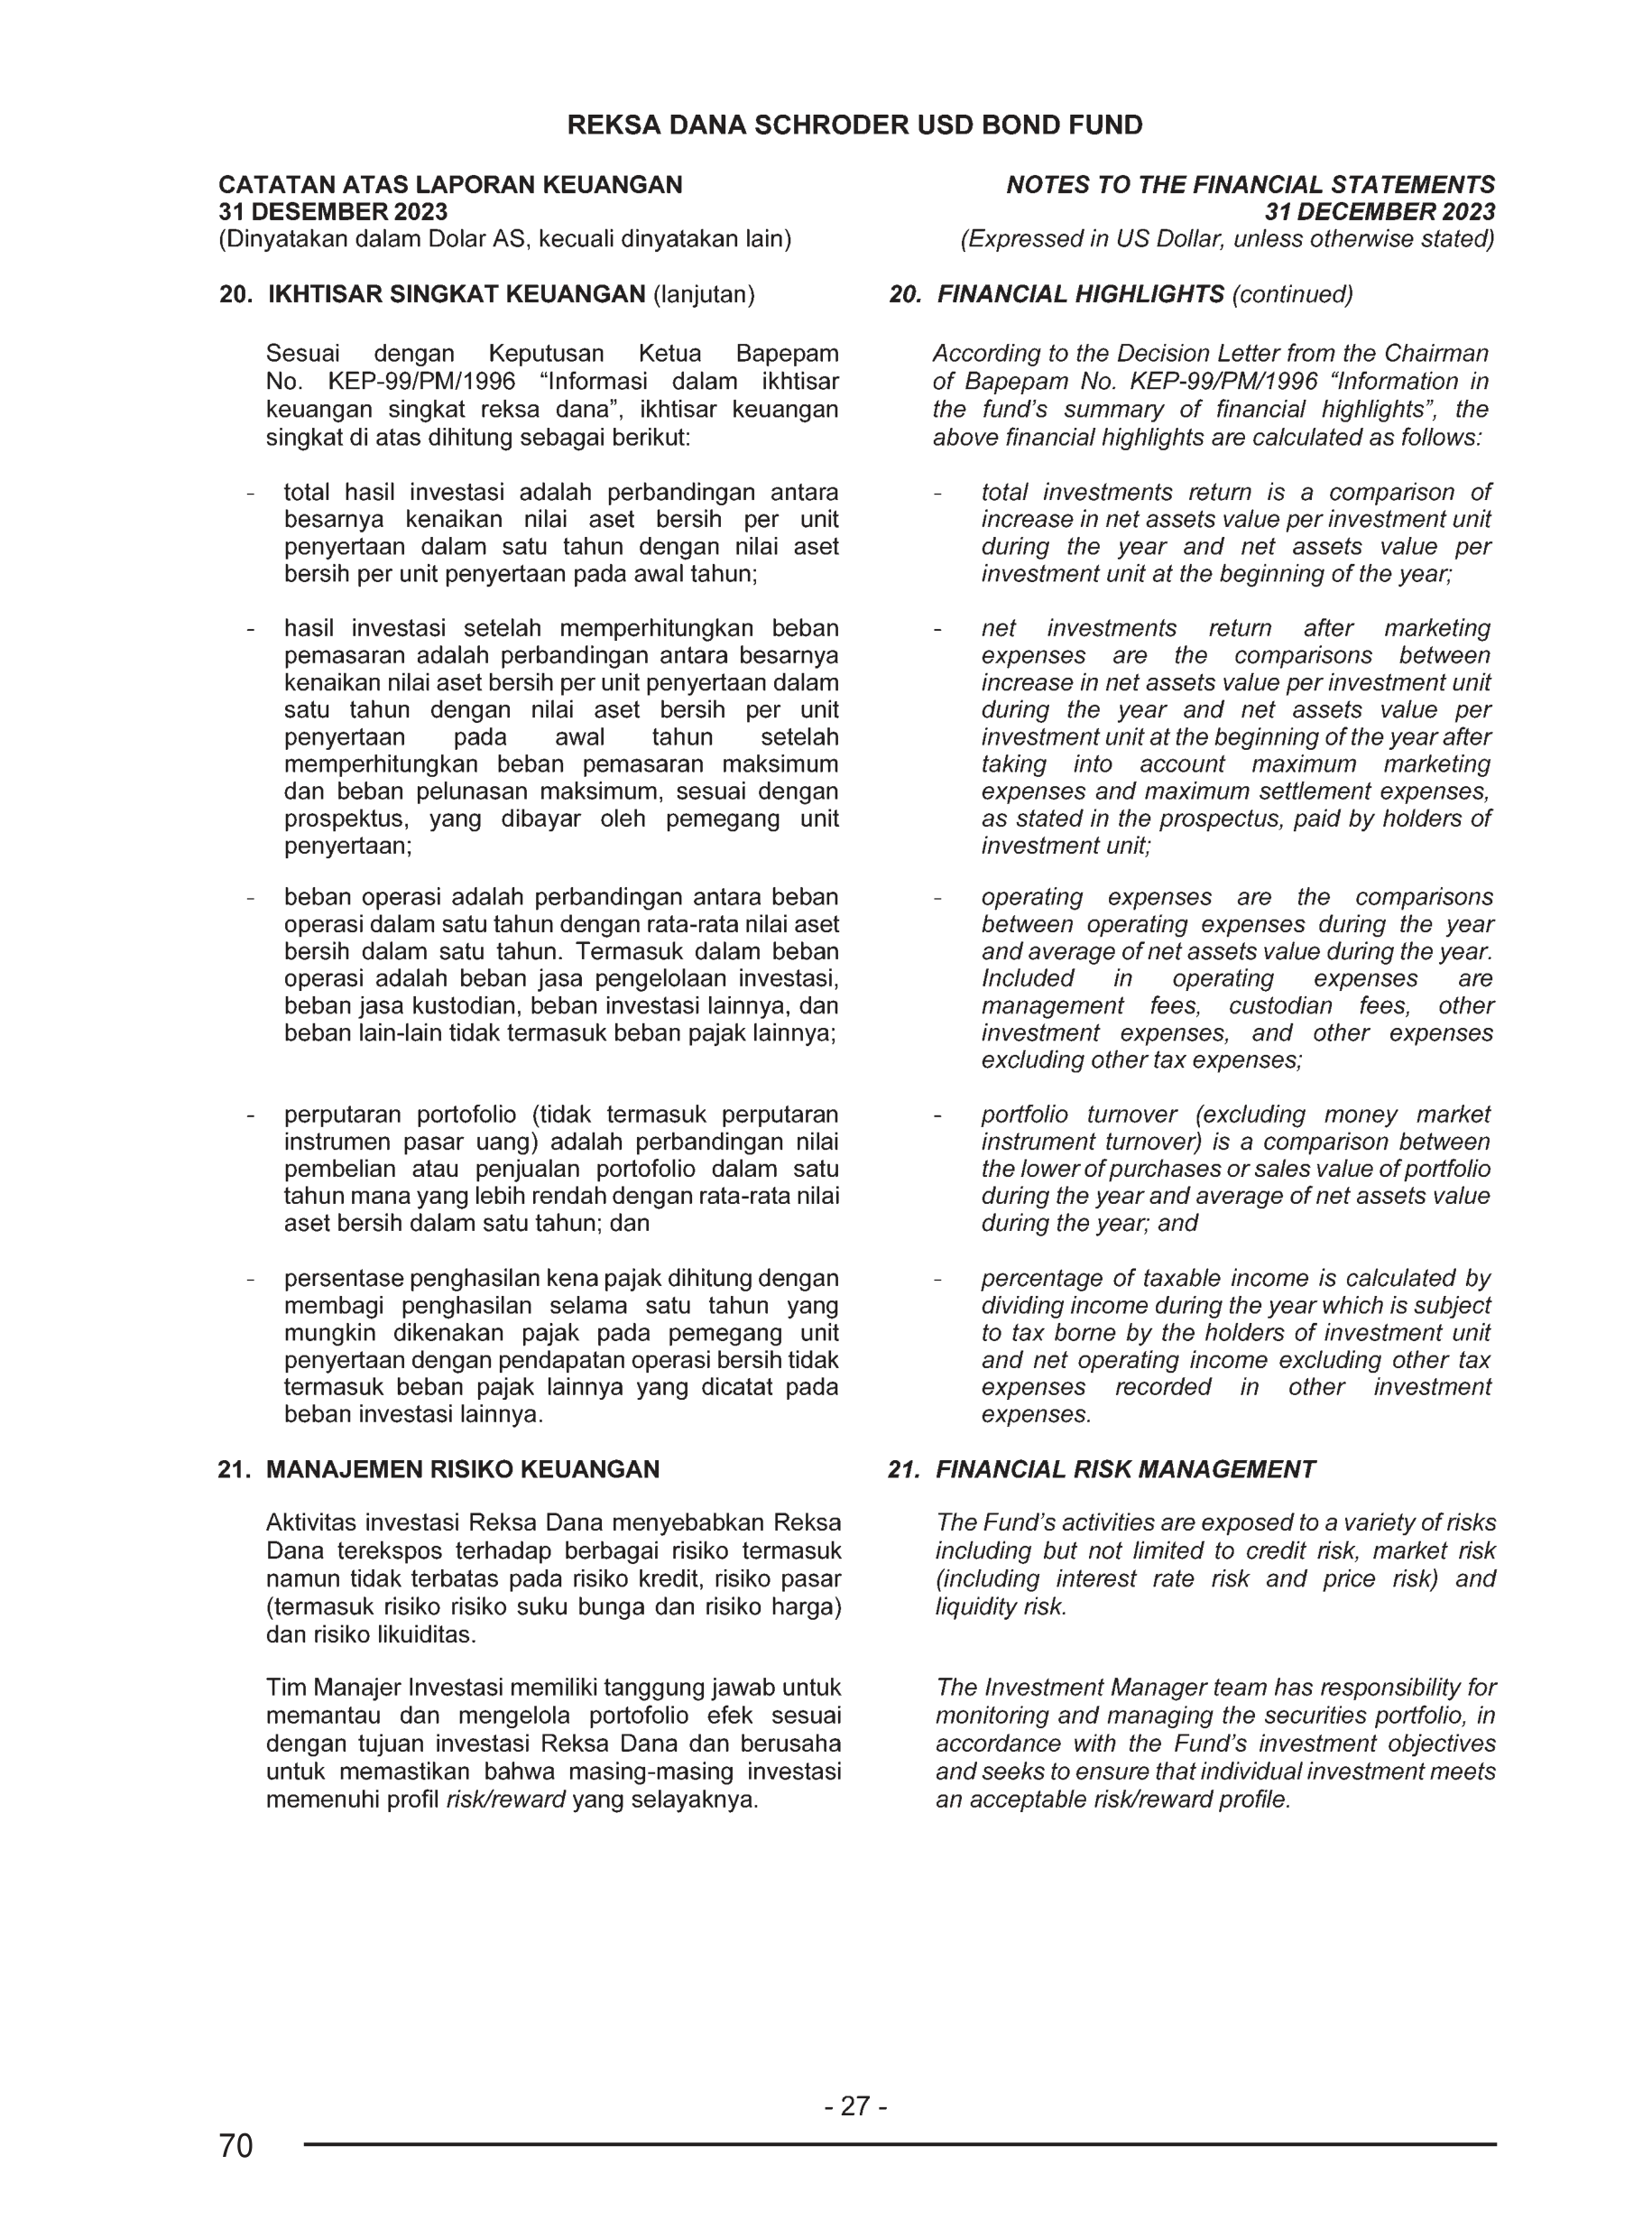 REKSA DANA SCHRODER USD BOND FUND
CATATAN ATAS LAPORAN KEUANGAN
31 DESEMBER 2023
(Dinyatakan dalam Dolar AS, kecuali dinyatakan lain)
NOTES TO THE FINANCIAL STATEMENTS
31 DECEMBER 2023
(Expressed in US Dollar, unless otherwise stated)
20. IKHTISAR SINGKAT KEUANGAN (lanjutan)
Sesuai dengan Keputusan Ketua Bapepam
No. KEP-99/PM/1996 “Informasi dalam ikhtisar
keuangan singkat reksa dana”, ikhtisar keuangan
singkat di atas dihitung sebagai berikut:
- total hasil investasi adalah perbandingan antara
besarnya kenaikan nilai aset bersih per unit
penyertaan dalam satu tahun dengan nilai aset
bersih per unit penyertaan pada awal tahun;
- hasil investasi setelah memperhitungkan beban
pemasaran adalah perbandingan antara besarnya
kenaikan nilai aset bersih per unit penyertaan dalam
satu tahun dengan nilai aset bersih per unit
penyertaan pada awal tahun setelah
memperhitungkan beban pemasaran maksimum
dan beban pelunasan maksimum, sesuai dengan
prospektus, yang dibayar oleh pemegang unit
penyertaan;
- beban operasi adalah perbandingan antara beban
operasi dalam satu tahun dengan rata-rata nilai aset
bersih dalam satu tahun. Termasuk dalam beban
operasi adalah beban jasa pengelolaan investasi,
beban jasa kustodian, beban investasi lainnya, dan
beban lain-lain tidak termasuk beban pajak lainnya;
- perputaran portofolio (tidak termasuk perputaran
instrumen pasar uang) adalah perbandingan nilai
pembelian atau penjualan portofolio dalam satu
tahun mana yang lebih rendah dengan rata-rata nilai
aset bersih dalam satu tahun; dan
- persentase penghasilan kena pajak dihitung dengan
membagi penghasilan selama satu tahun yang
mungkin dikenakan pajak pada pemegang unit
penyertaan dengan pendapatan operasi bersih tidak
termasuk beban pajak lainnya yang dicatat pada
beban investasi lainnya.
21. MANAJEMEN RISIKO KEUANGAN
Aktivitas investasi Reksa Dana menyebabkan Reksa
Dana terekspos terhadap berbagai risiko termasuk
namun tidak terbatas pada risiko kredit, risiko pasar
(termasuk risiko risiko suku bunga dan risiko harga)
dan risiko likuiditas.
Tim Manajer Investasi memiliki tanggung jawab untuk
memantau dan mengelola portofolio efek sesuai
dengan tujuan investasi Reksa Dana dan berusaha
untuk memastikan bahwa masing-masing investasi
memenuhi profil risk/reward yang selayaknya.
20. FINANCIAL HIGHLIGHTS (continued)
According to the Decision Letter from the Chairman
of Bapepam No. KEP-99/PM/1996 “Information in
the fund’s summary of financial highlights”, the
above financial highlights are calculated as follows:
- total investments return is a comparison of
increase in net assets value per investment unit
during the year and net assets value per
investment unit at the beginning of the year;
- net investments return after marketing
expenses are the comparisons between
increase in net assets value per investment unit
during the year and net assets value per
investment unit at the beginning of the year after
taking into account maximum marketing
expenses and maximum settlement expenses,
as stated in the prospectus, paid by holders of
investment unit;
- operating expenses are the comparisons
between operating expenses during the year
and average of net assets value during the year.
Included in operating expenses are
management fees, custodian fees, other
investment expenses, and other expenses
excluding other tax expenses;
- portfolio turnover (excluding money market
instrument turnover) is a comparison between
the lower of purchases or sales value of portfolio
during the year and average of net assets value
during the year; and
- percentage of taxable income is calculated by
dividing income during the year which is subject
to tax borne by the holders of investment unit
and net operating income excluding other tax
expenses recorded in other investment
expenses.
21. FINANCIAL RISK MANAGEMENT
The Fund’s activities are exposed to a variety of risks
including but not limited to credit risk, market risk
(including interest rate risk and price risk) and
liquidity risk.
The Investment Manager team has responsibility for
monitoring and managing the securities portfolio, in
accordance with the Fund’s investment objectives
and seeks to ensure that individual investment meets
an acceptable risk/reward profile.
- 27 -
70